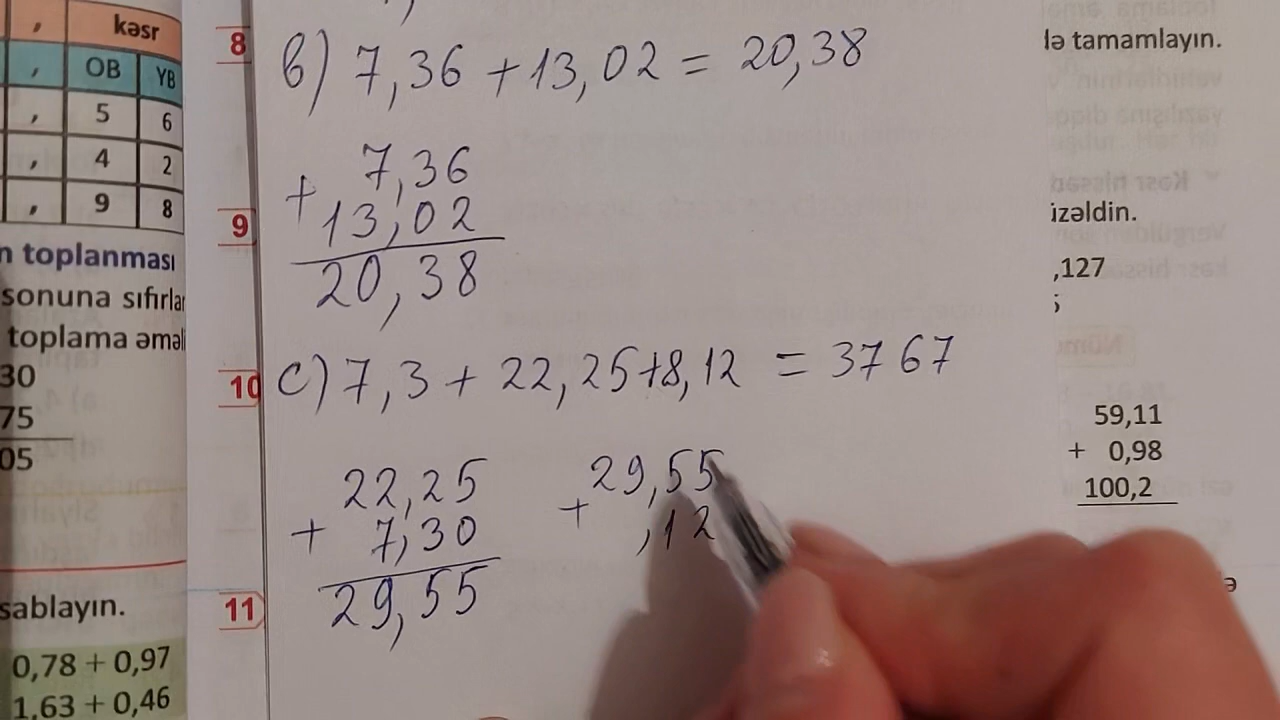 , kəsr
, OB YB
, 5 6
, 4 2
, 9 8
n toplanması
sonuna sıfırlar
toplama əməli
30
75
05
sablayın.
0,78 + 0,97
1,63 + 0,46
8
9
10
11
b) 7,36 + 13,02 = 20,38
7,36
+ 13,02
20,38
c) 7,3 + 22,25 + 8,12 = 37 67
22,25
+ 7,30
29,55
29,55
+ ,12
lə tamamlayın.
izəldin.
,127
;
59,11
+ 0,98
100,2
ə